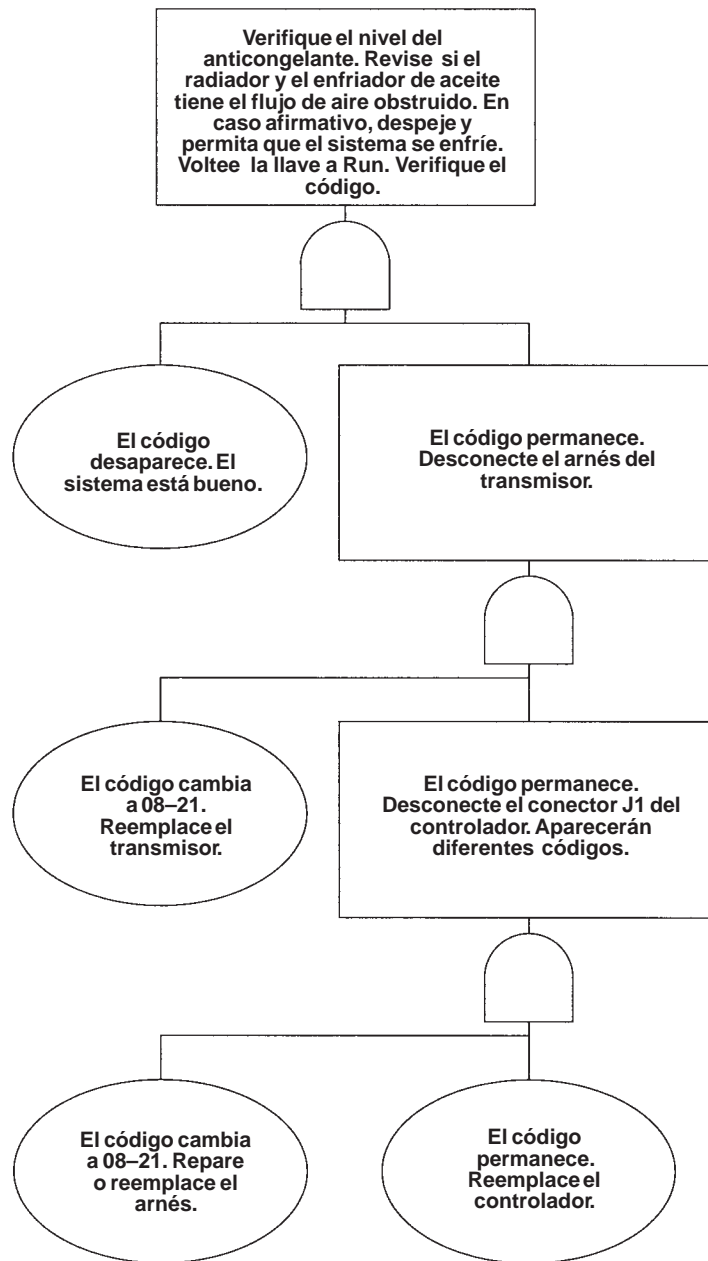 Verifique el nivel del
anticongelante. Revise si el
radiador y el enfriador de aceite
tiene el flujo de aire obstruido. En
caso afirmativo, despeje y
permita que el sistema se enfríe.
Voltee la llave a Run. Verifique el
código.
El código
desaparece. El
sistema está bueno.
El código permanece.
Desconecte el arnés del
transmisor.
El código cambia
a 08–21.
Reemplace el
transmisor.
El código permanece.
Desconecte el conector J1 del
controlador. Aparecerán
diferentes códigos.
El código cambia
a 08–21. Repare
o reemplace el
arnés.
El código
permanece.
Reemplace el
controlador.